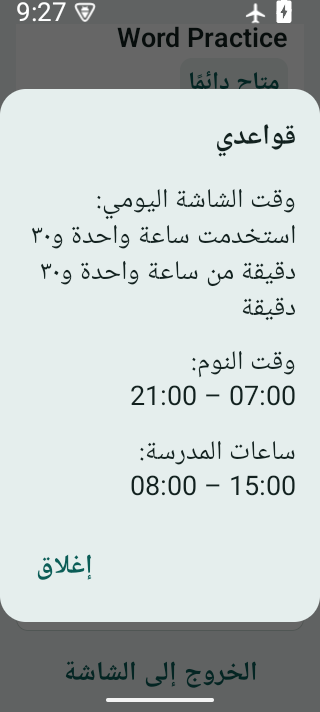 9:27
Word Practice
متاح دائمًا
قواعدي
وقت الشاشة اليومي:
استخدمت ساعة واحدة و٣٠
دقيقة من ساعة واحدة و٣٠
دقيقة
وقت النوم:
21:00 – 07:00
ساعات المدرسة:
08:00 – 15:00
إغلاق
الخروج إلى الشاشة